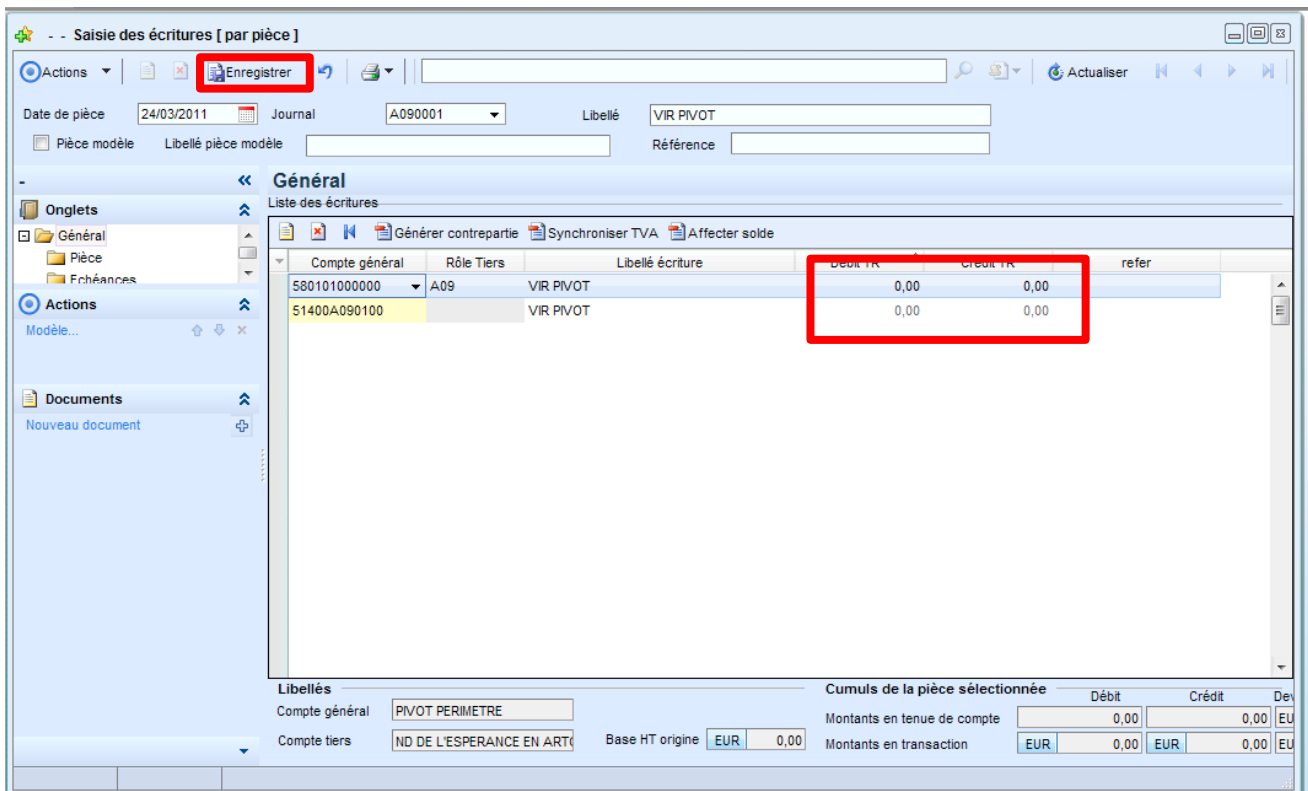 - - Saisie des écritures [ par pièce ]
Actions Enregistrer Actualiser
Date de pièce 24/03/2011 Journal A090001 Libellé VIR PIVOT
Pièce modèle Libellé pièce modèle Référence
- « Général
Onglets Liste des écritures
Général Générer contrepartie Synchroniser TVA Affecter solde
Pièce Compte général Rôle Tiers Libellé écriture Débit TR Crédit TR refer
Echéances 580101000000 A09 VIR PIVOT 0,00 0,00
Actions 51400A090100 VIR PIVOT 0,00 0,00
Modèle...
Documents
Nouveau document
Libellés Cumuls de la pièce sélectionnée Débit Crédit Dev
Compte général PIVOT PERIMETRE Montants en tenue de compte 0,00 0,00 EU
Compte tiers ND DE L'ESPERANCE EN ARTO Base HT origine EUR 0,00 Montants en transaction EUR 0,00 EUR 0,00 EU